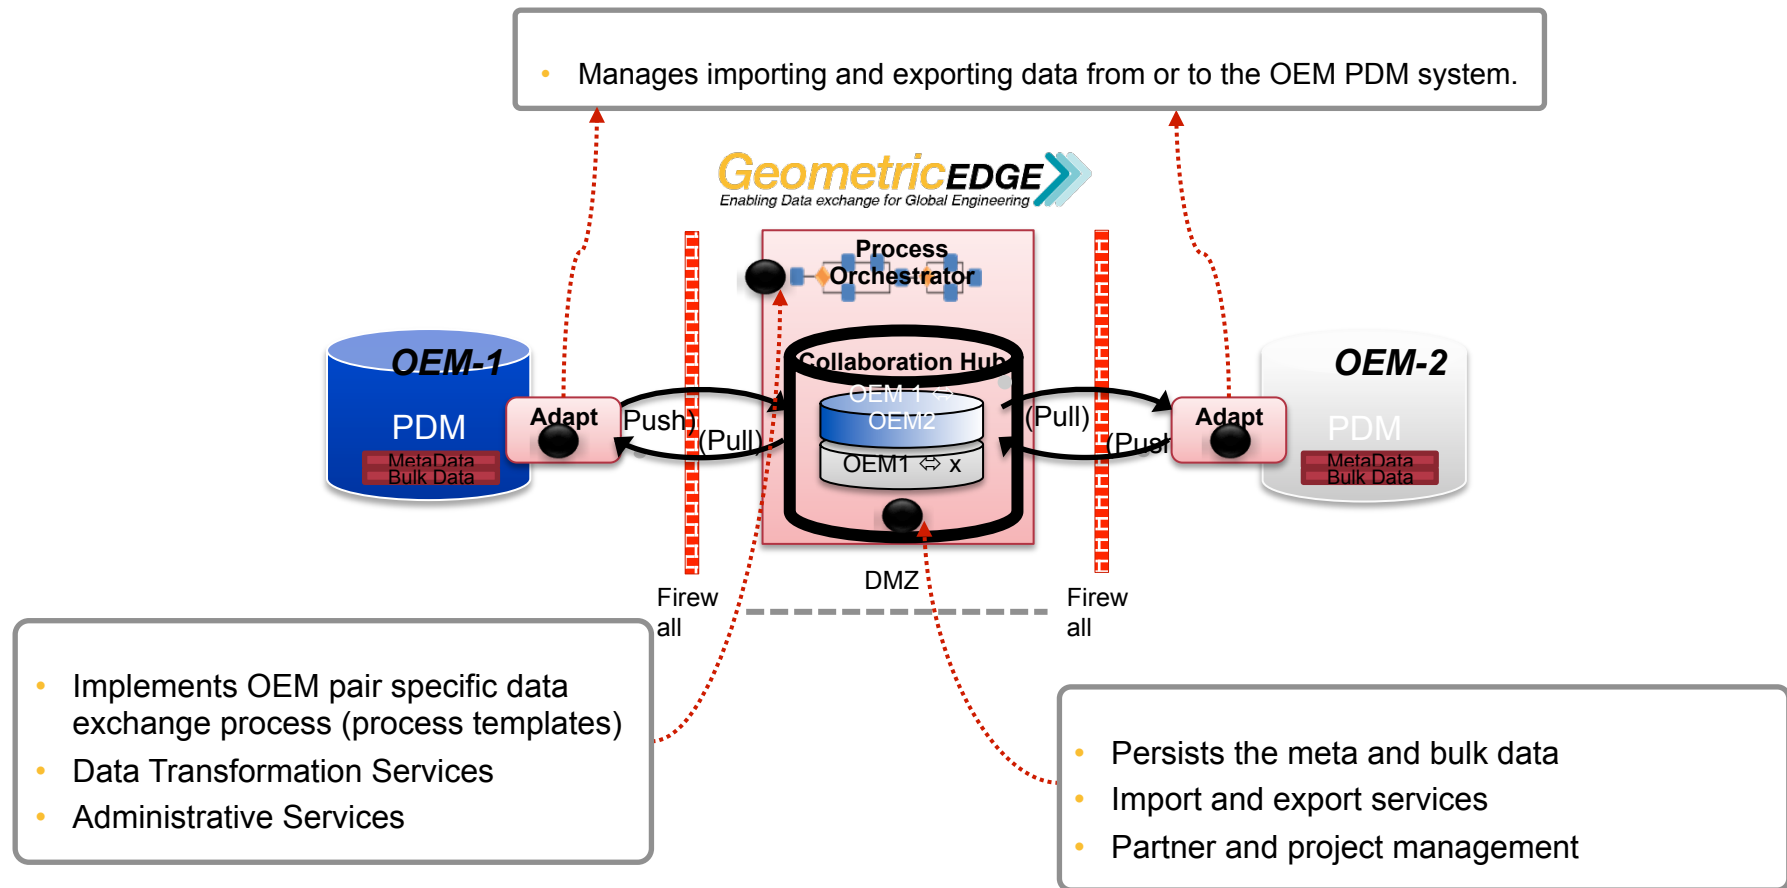 • Manages importing and exporting data from or to the OEM PDM system.
GeometricEDGE
Enabling Data exchange for Global Engineering
Process
Orchestrator
OEM-1
PDM
MetaData
Bulk Data
Adapt
Push)
(Pull)
Collaboration Hub
OEM 1 ⇔
OEM2
OEM1 ⇔ x
(Pull)
(Push
Adapt
OEM-2
PDM
MetaData
Bulk Data
DMZ
Firew
all
Firew
all
• Implements OEM pair specific data
exchange process (process templates)
• Data Transformation Services
• Administrative Services
• Persists the meta and bulk data
• Import and export services
• Partner and project management